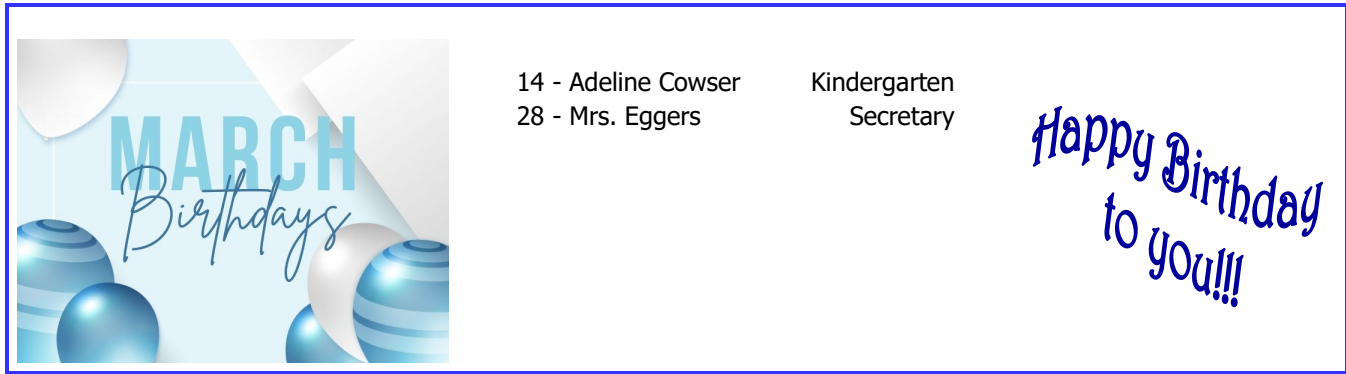 MARCH
Birthdays
14 - Adeline Cowser Kindergarten
28 - Mrs. Eggers Secretary
Happy Birthday
to you!!!